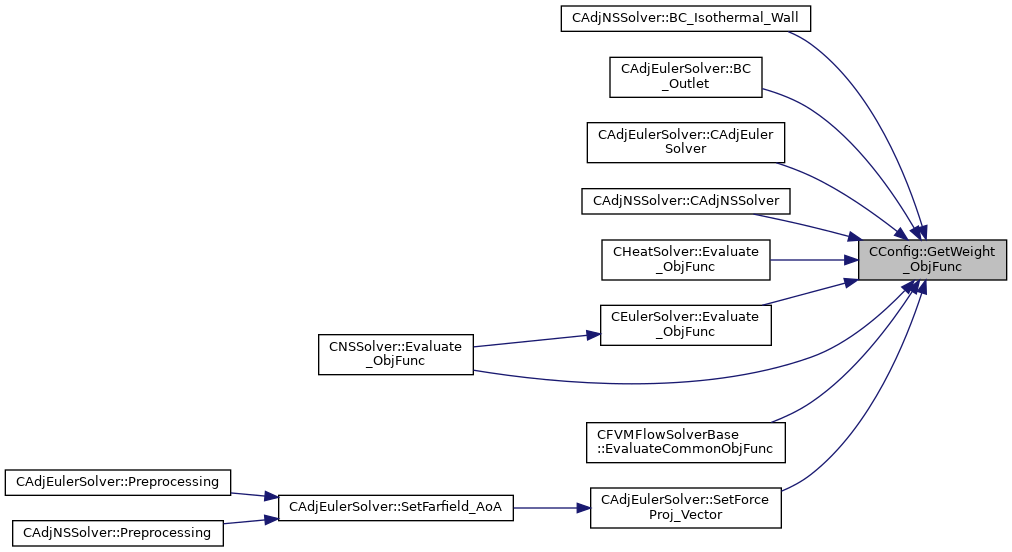 CAdjNSSolver::BC_Isothermal_Wall
CAdjEulerSolver::BC
_Outlet
CAdjEulerSolver::CAdjEuler
Solver
CAdjNSSolver::CAdjNSSolver
CConfig::GetWeight
_ObjFunc
CHeatSolver::Evaluate
_ObjFunc
CEulerSolver::Evaluate
_ObjFunc
CNSSolver::Evaluate
_ObjFunc
CFVMFlowSolverBase
::EvaluateCommonObjFunc
CAdjEulerSolver::Preprocessing
CAdjEulerSolver::SetFarfield_AoA
CAdjEulerSolver::SetForce
Proj_Vector
CAdjNSSolver::Preprocessing